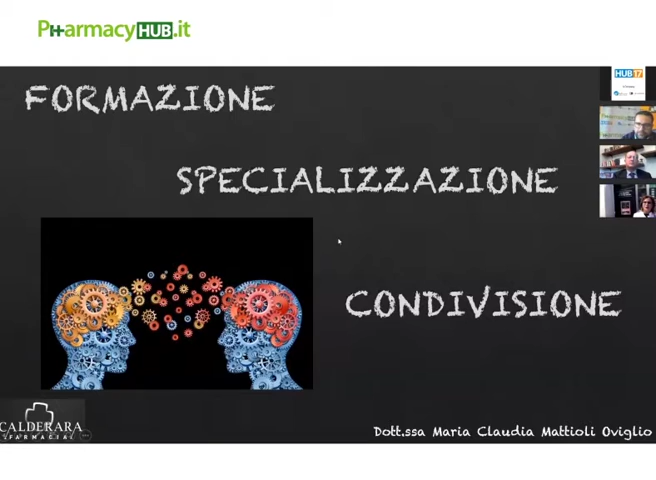 PharmacyHUB.it
HUB17
FORMAZIONE
SPECIALIZZAZIONE
CONDIVISIONE
CALDERARA
FARMACIA
Dott.ssa Maria Claudia Mattioli Oviglio